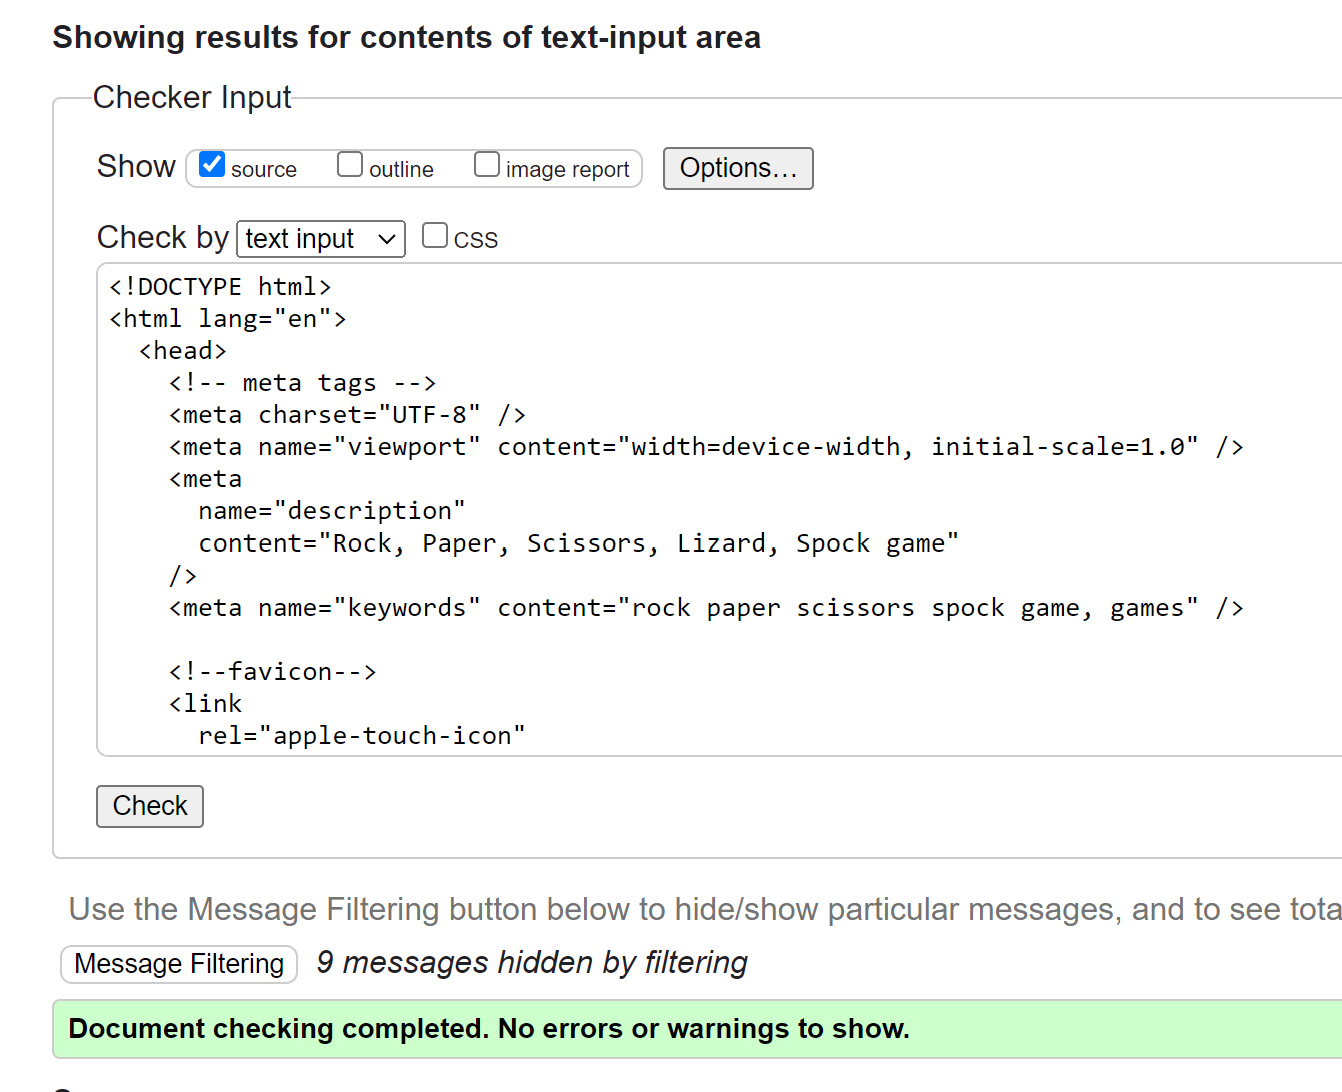 Showing results for contents of text-input area
Checker Input
Show source outline image report Options…
Check by text input CSS
<!DOCTYPE html>
<html lang="en">
<head>
<!-- meta tags -->
<meta charset="UTF-8" />
<meta name="viewport" content="width=device-width, initial-scale=1.0" />
<meta
name="description"
content="Rock, Paper, Scissors, Lizard, Spock game"
/>
<meta name="keywords" content="rock paper scissors spock game, games" />
<!--favicon-->
<link
rel="apple-touch-icon"
Check
Use the Message Filtering button below to hide/show particular messages, and to see
Message Filtering 9 messages hidden by filtering
Document checking completed. No errors or warnings to show.